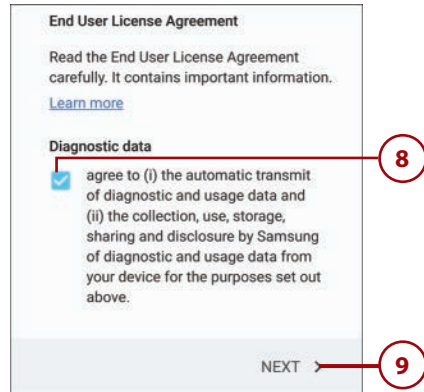 End User License Agreement
Read the End User License Agreement
carefully. It contains important information.
Learn more
Diagnostic data
8
agree to (i) the automatic transmit
of diagnostic and usage data and
(ii) the collection, use, storage,
sharing and disclosure by Samsung
of diagnostic and usage data from
your device for the purposes set out
above.
NEXT >
9